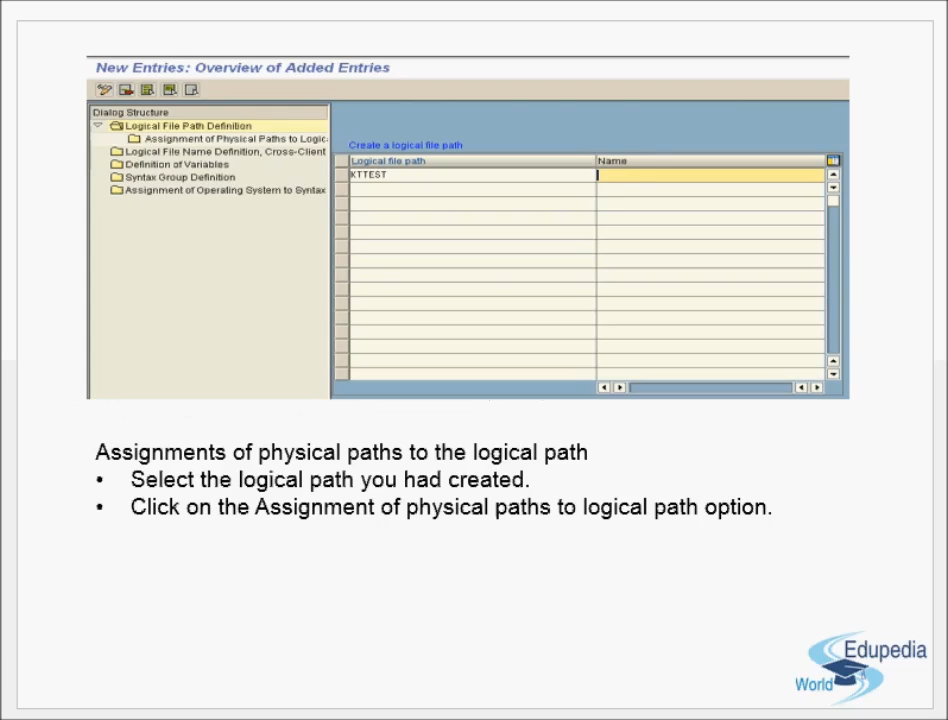 New Entries: Overview of Added Entries
Dialog Structure
Logical File Path Definition
Assignment of Physical Paths to Logic
Logical File Name Definition, Cross-Client
Definition of Variables
Syntax Group Definition
Assignment of Operating System to Syntax
Create a logical file path
Logical file path Name
KTTEST
Assignments of physical paths to the logical path
• Select the logical path you had created.
• Click on the Assignment of physical paths to logical path option.
Edupedia
World